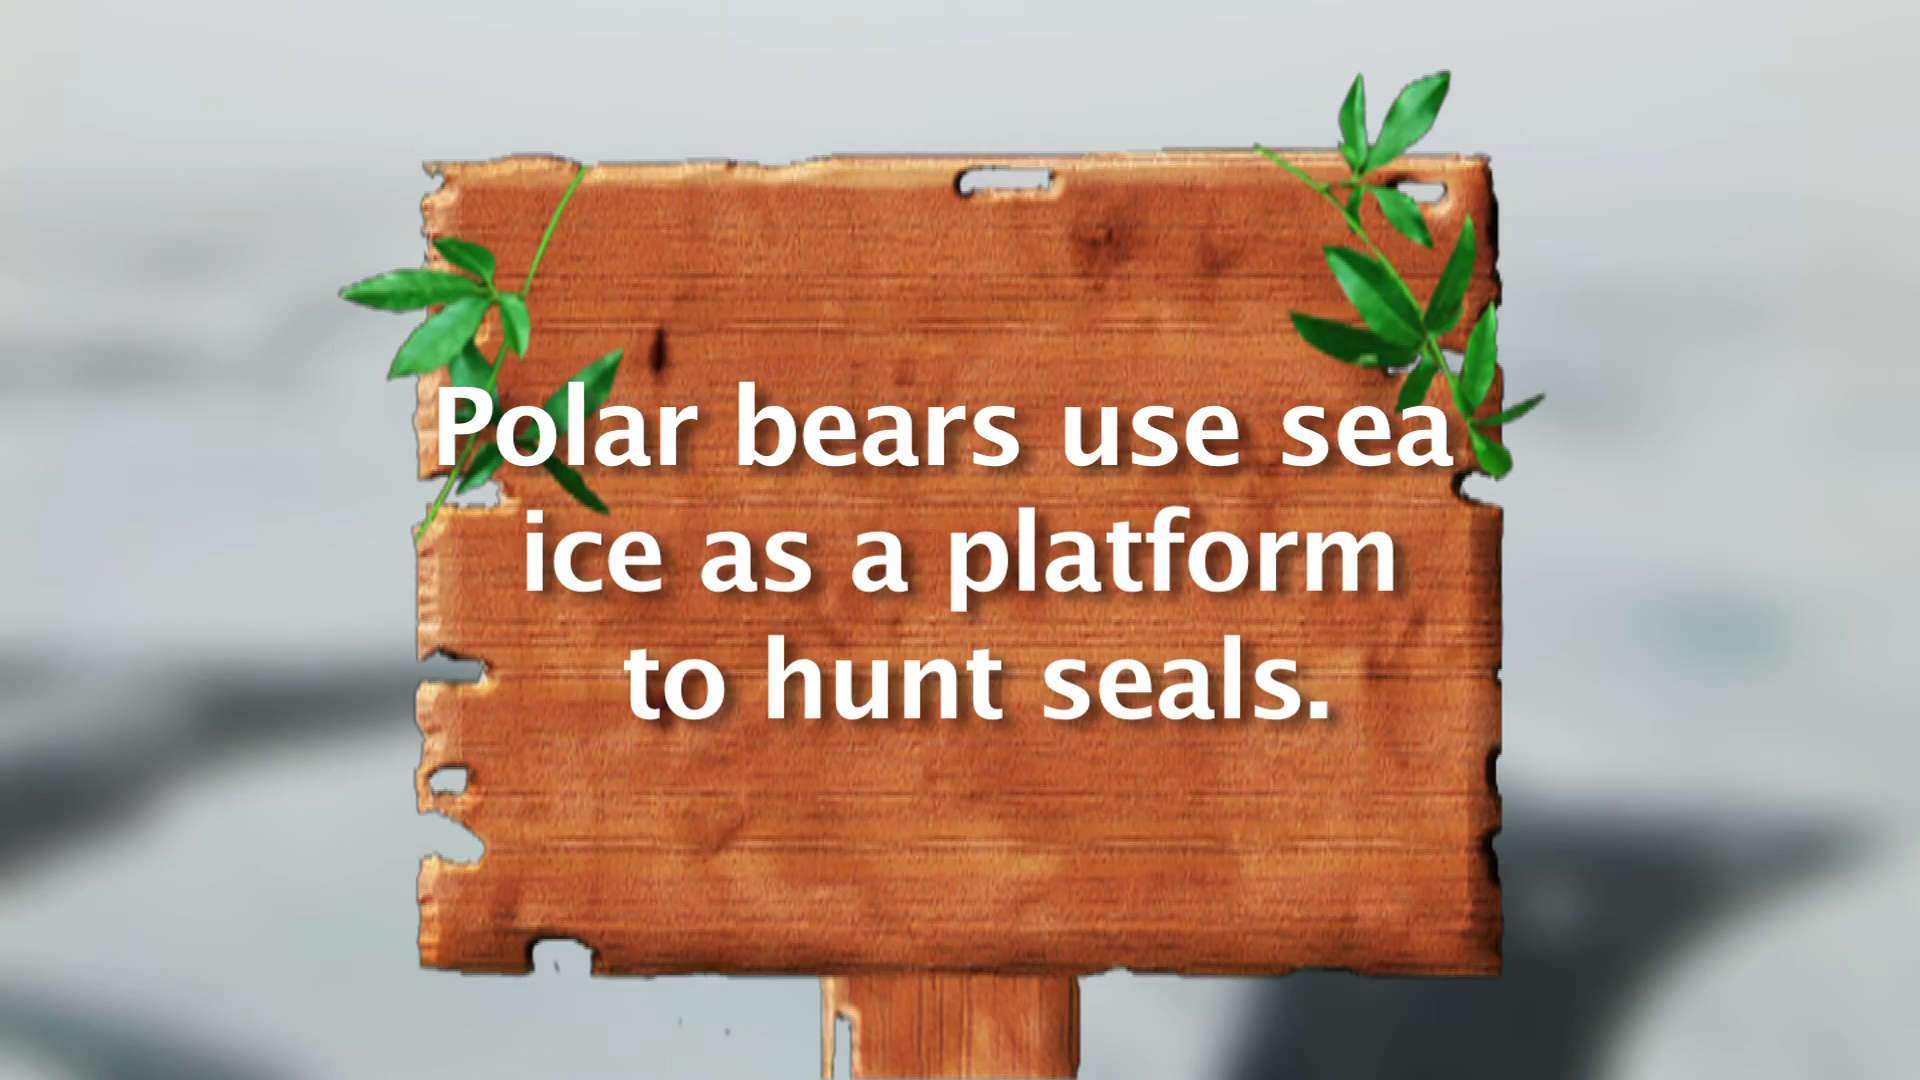 Polar bears use sea
ice as a platform
to hunt seals.